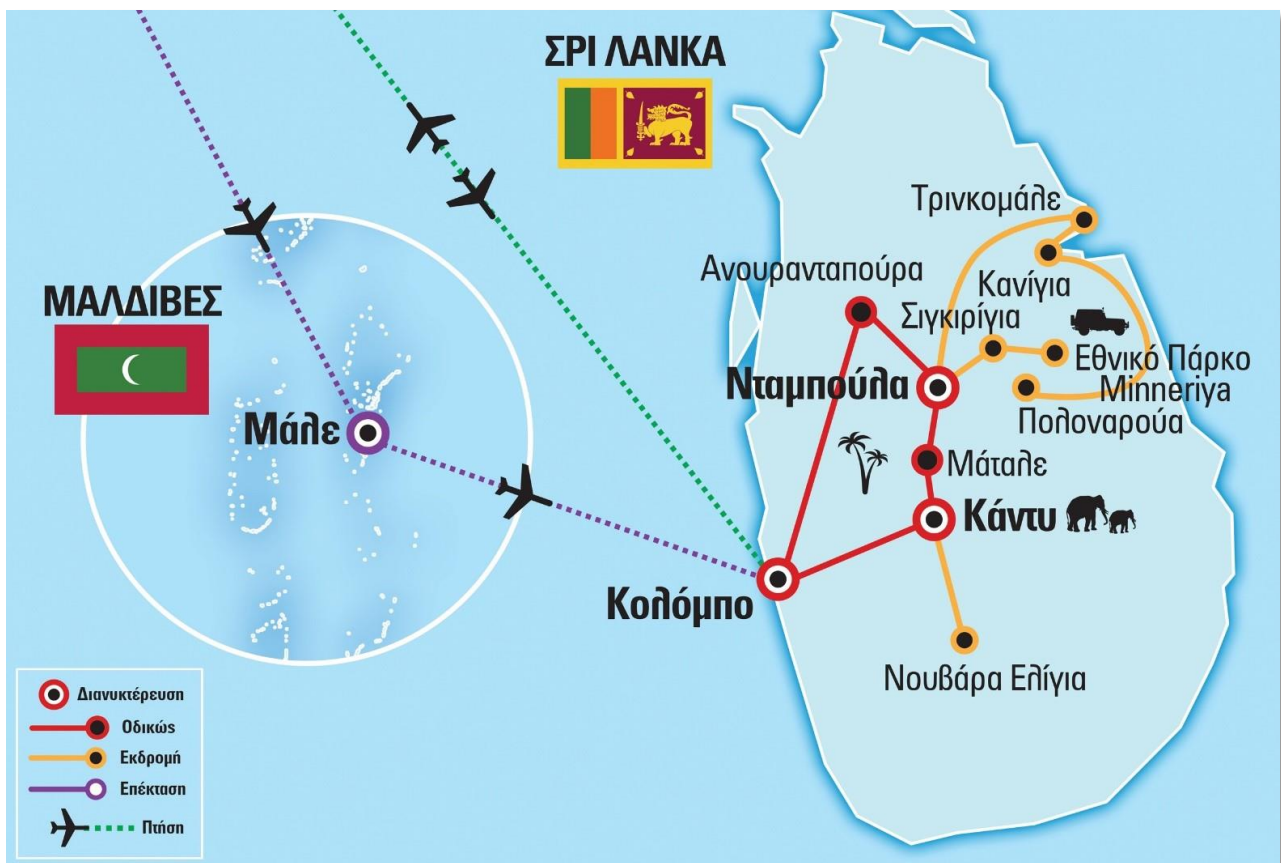 ΣΡΙ ΛΑΝΚΑ
ΜΑΛΔΙΒΕΣ
Μάλε
Τρινκομάλε
Ανουρανταπούρα
Κανίγια
Σιγκιρίγια
Εθνικό Πάρκο
Minneriya
Νταμπούλα
Πολοναρούα
Μάταλε
Κάντυ
Κολόμπο
Νουβάρα Ελίγια
Διανυκτέρευση
Οδικώς
Εκδρομή
Επέκταση
Πτήση